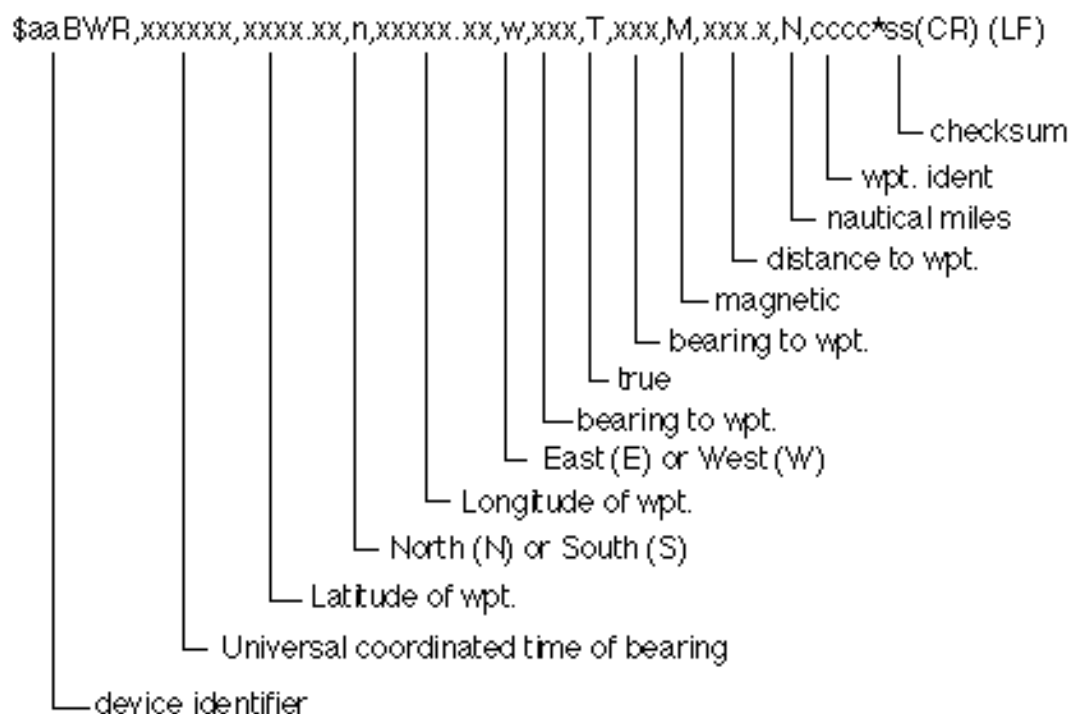 $aaBWR,xxxxxx,xxxx.xx,n,xxxxx.xx,w,xxx,T,xxx,M,xxx.x,N,cccc*ss(CR) (LF)
checksum
wpt. ident
nautical miles
distance to wpt.
magnetic
bearing to wpt.
true
bearing to wpt.
East (E) or West (W)
Longitude of wpt.
North (N) or South (S)
Latitude of wpt.
Universal coordinated time of bearing
device identifier